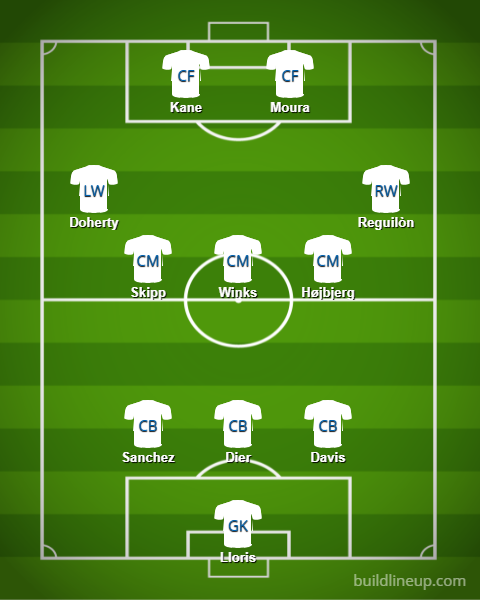 CF CF
Kane Moura
LW RW
Doherty Reguilòn
CM CM CM
Skipp Winks Højbjerg
CB CB CB
Sanchez Dier Davis
GK
Lloris
buildlineup.com